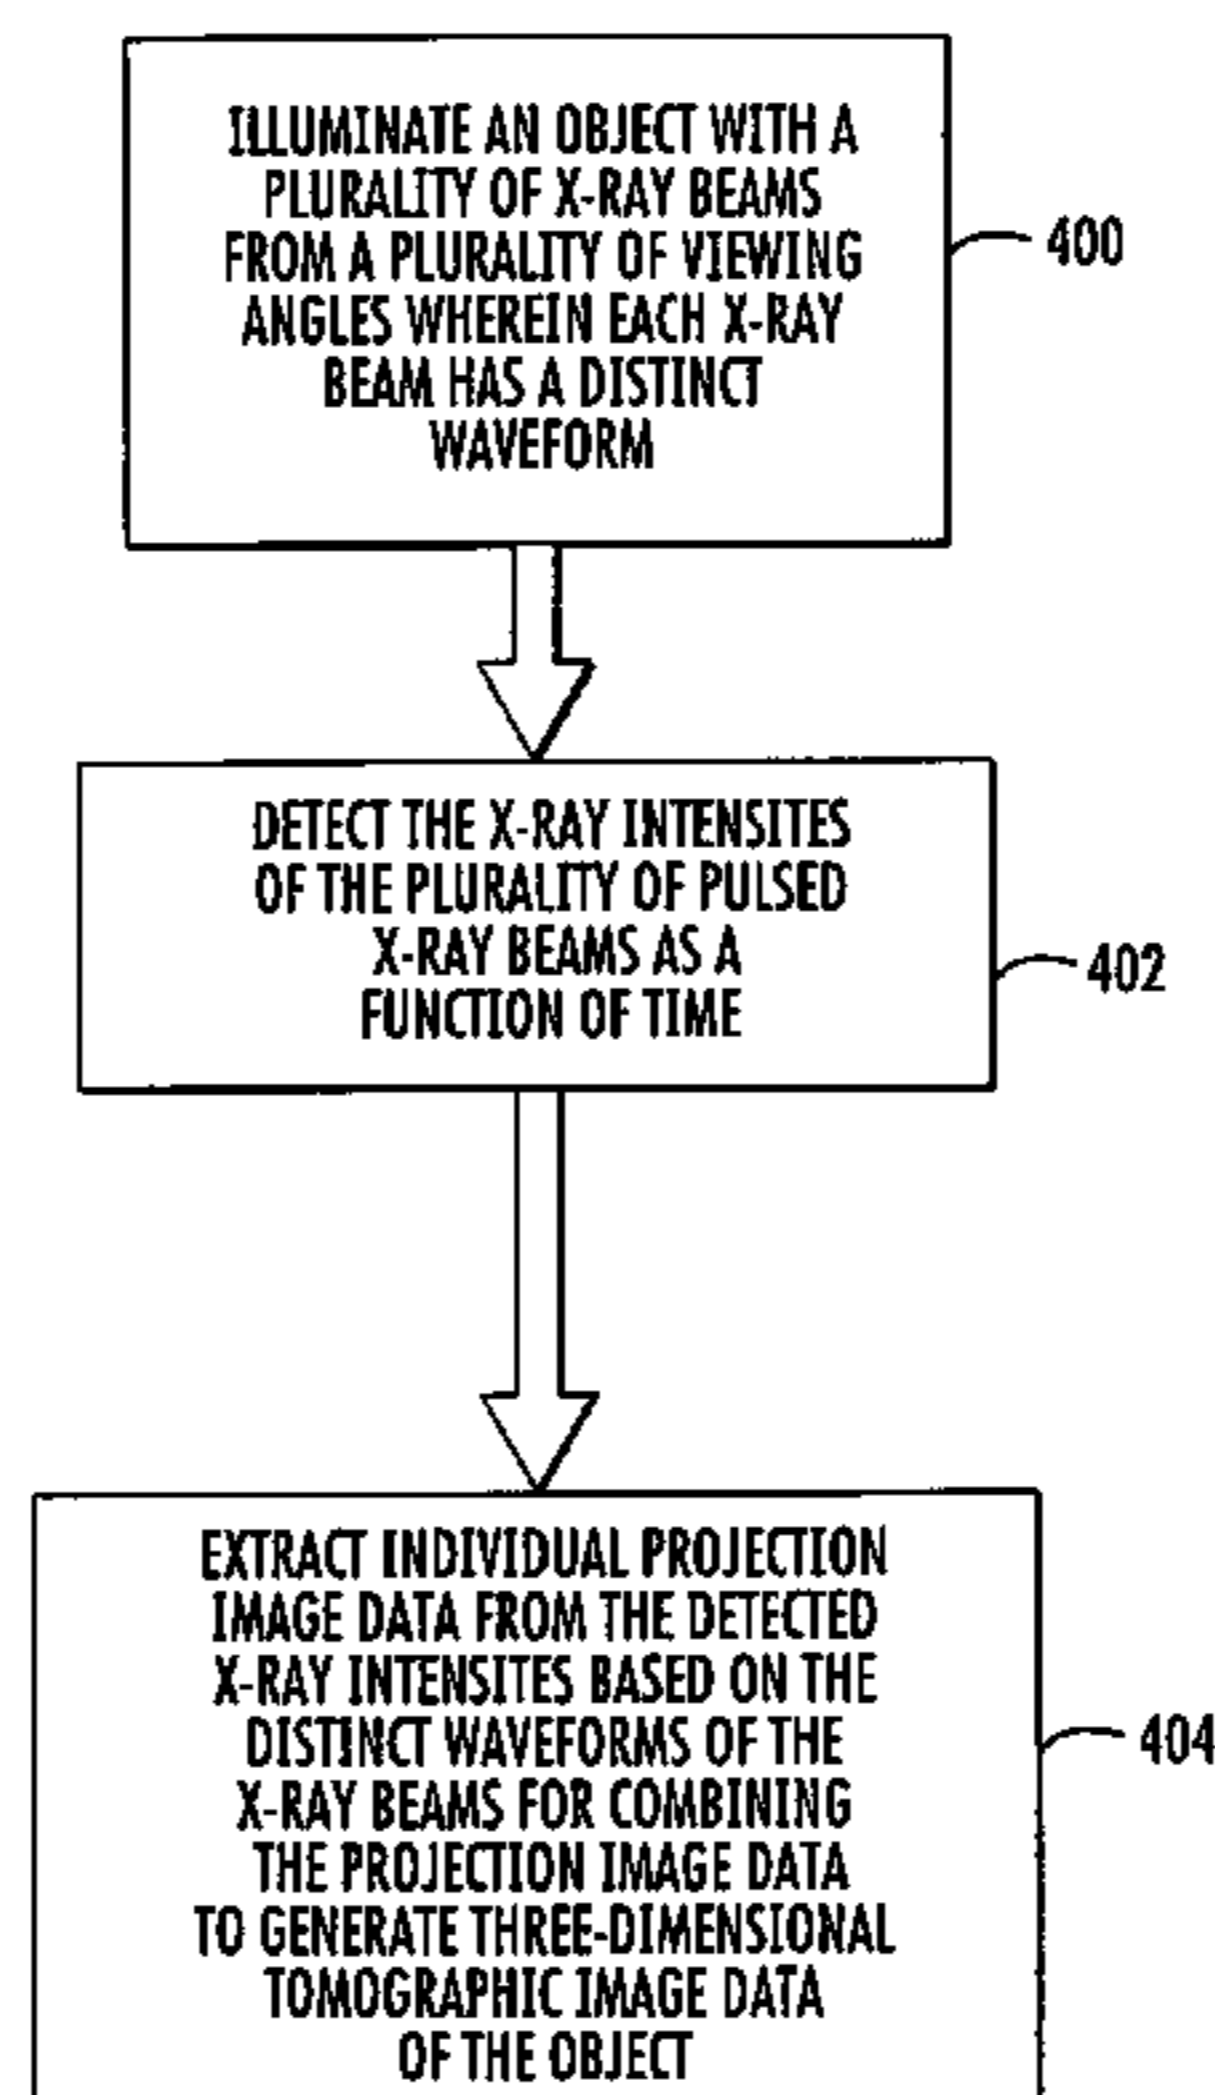 ILLUMINATE AN OBJECT WITH A
PLURALITY OF X-RAY BEAMS
FROM A PLURALITY OF VIEWING
ANGLES WHEREIN EACH X-RAY
BEAM HAS A DISTINCT
WAVEFORM
400
DETECT THE X-RAY INTENSITES
OF THE PLURALITY OF PULSED
X-RAY BEAMS AS A
FUNCTION OF TIME
402
EXTRACT INDIVIDUAL PROJECTION
IMAGE DATA FROM THE DETECTED
X-RAY INTENSITES BASED ON THE
DISTINCT WAVEFORMS OF THE
X-RAY BEAMS FOR COMBINING
THE PROJECTION IMAGE DATA
TO GENERATE THREE-DIMENSIONAL
TOMOGRAPHIC IMAGE DATA
OF THE OBJECT
404